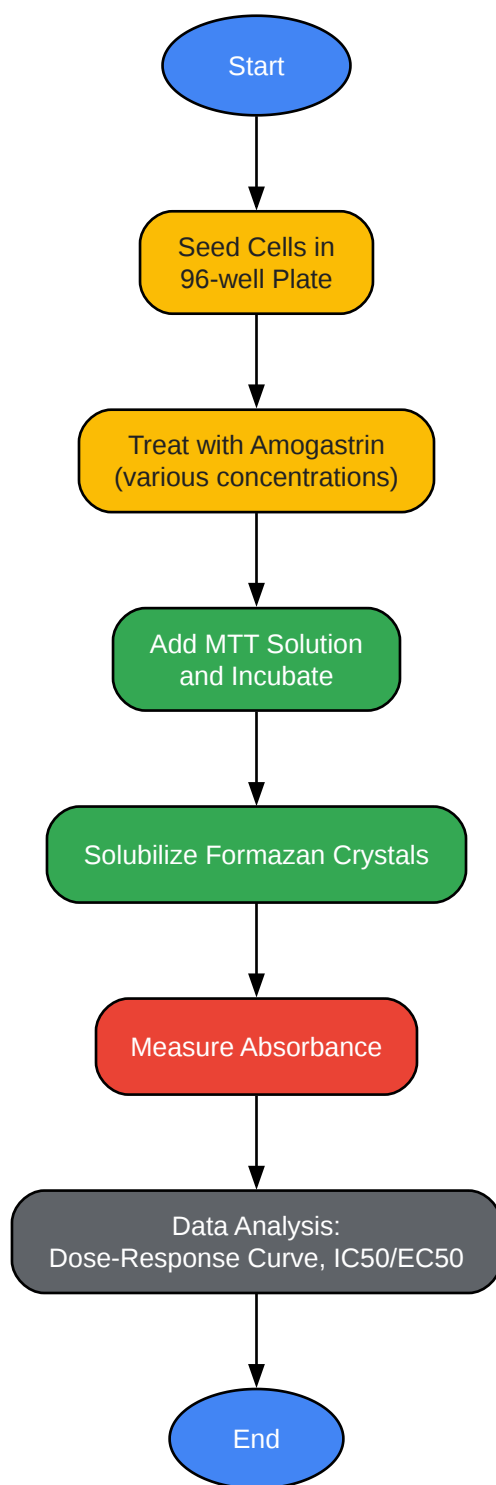 Start
Seed Cells in
96-well Plate
Treat with Amogastrin
(various concentrations)
Add MTT Solution
and Incubate
Solubilize Formazan Crystals
Measure Absorbance
Data Analysis:
Dose-Response Curve, IC50/EC50
End